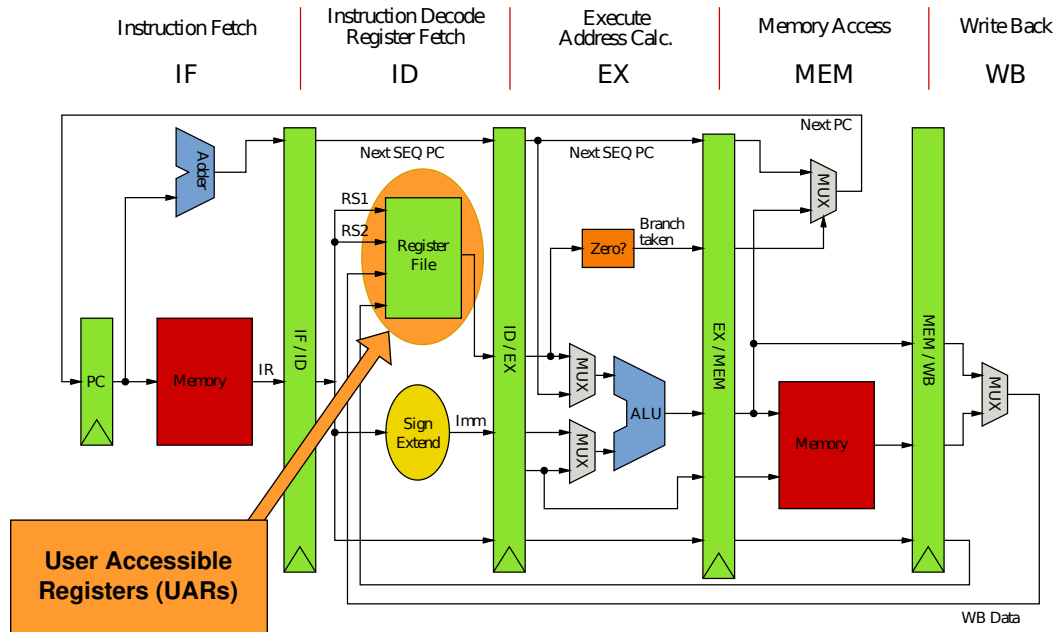 Instruction Fetch
Instruction Decode
Register Fetch
Execute
Address Calc.
Memory Access
Write Back
IF
ID
EX
MEM
WB
Next PC
Adder
Next SEQ PC
Next SEQ PC
MUX
RS1
RS2
Register
File
Branch
taken
Zero?
IF / ID
ID / EX
EX / MEM
MEM / WB
PC
Memory
IR
MUX
ALU
MUX
Sign
Extend
Imm
MUX
Memory
User Accessible
Registers (UARs)
WB Data